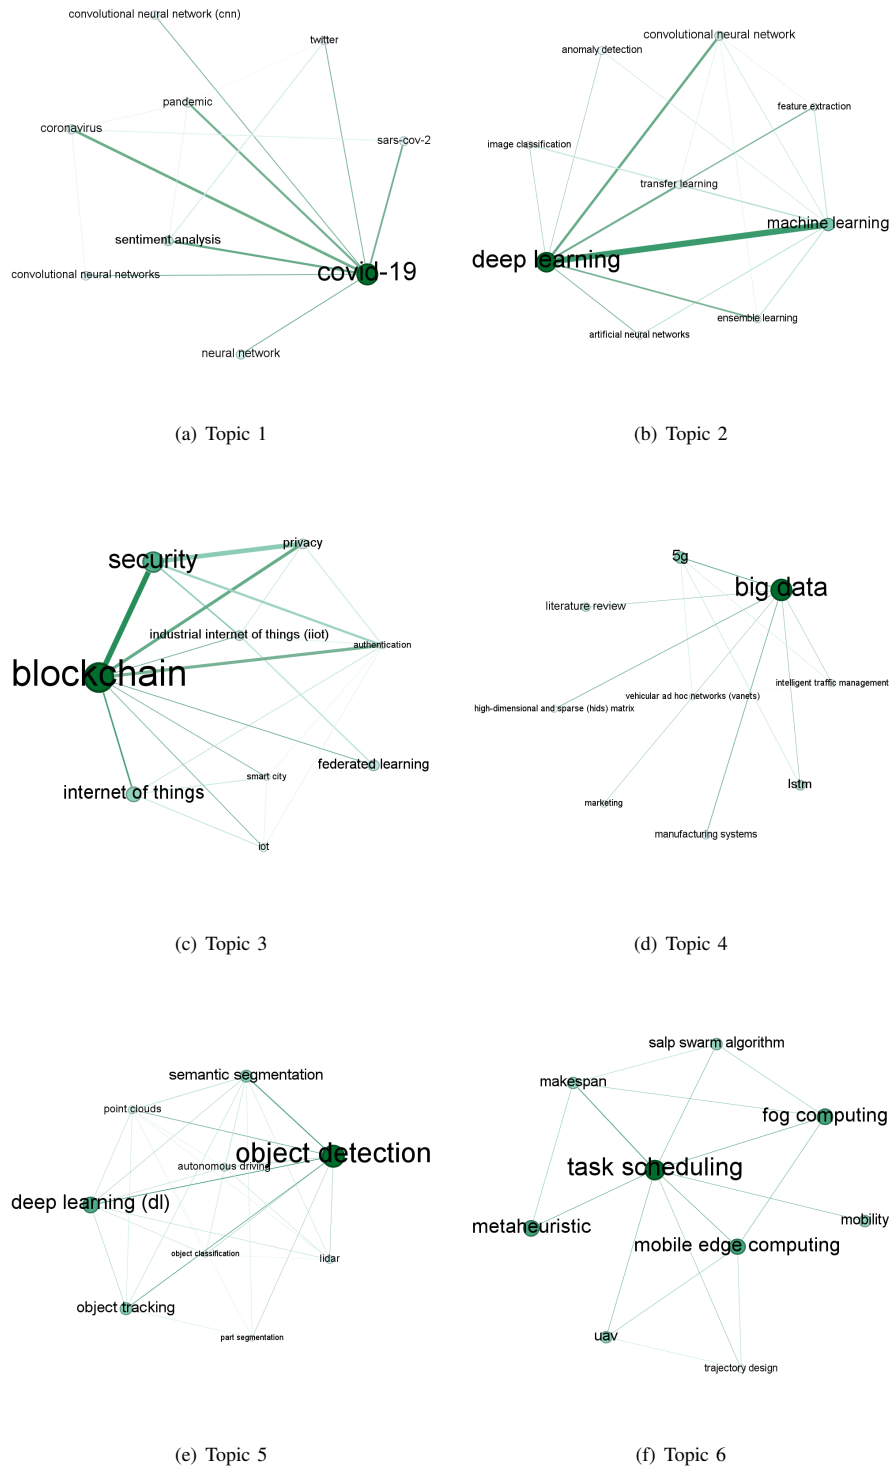 convolutional neural network (cnn)
twitter
pandemic
coronavirus
sars-cov-2
sentiment analysis
convolutional neural networks
covid-19
neural network
(a) Topic 1
convolutional neural network
anomaly detection
feature extraction
image classification
transfer learning
machine learning
deep learning
ensemble learning
artificial neural networks
(b) Topic 2
privacy
security
industrial internet of things (iiot)
authentication
blockchain
federated learning
smart city
internet of things
iot
(c) Topic 3
5g
big data
literature review
intelligent traffic management
vehicular ad hoc networks (vanets)
high-dimensional and sparse (hids) matrix
lstm
marketing
manufacturing systems
(d) Topic 4
semantic segmentation
point clouds
object detection
autonomous driving
deep learning (dl)
object classification
lidar
object tracking
part segmentation
(e) Topic 5
salp swarm algorithm
makespan
fog computing
task scheduling
mobility
metaheuristic
mobile edge computing
uav
trajectory design
(f) Topic 6